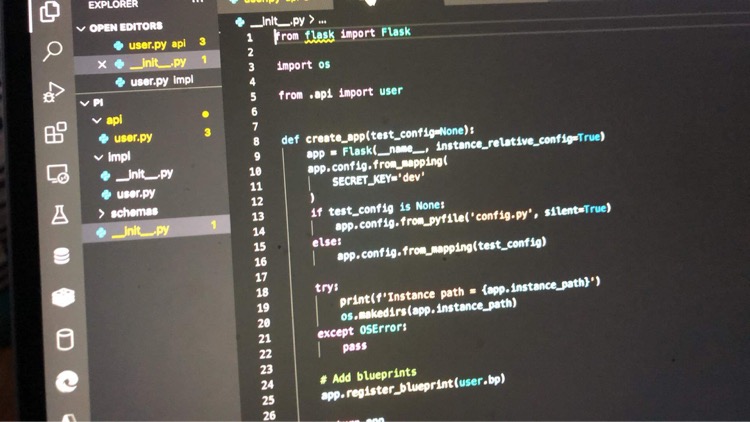 EXPLORER
OPEN EDITORS
user.py api 3
__init__.py 1
user.py impl
PI
api
user.py 3
impl
__init__.py
user.py
schemas
__init__.py 1
__init__.py > ...
1 from flask import Flask
2
3 import os
4
5 from .api import user
6
7
8 def create_app(test_config=None):
9 app = Flask(__name__, instance_relative_config=True)
10 app.config.from_mapping(
11 SECRET_KEY='dev'
12 )
13 if test_config is None:
14 app.config.from_pyfile('config.py', silent=True)
15 else:
16 app.config.from_mapping(test_config)
17
18 try:
19 print(f'Instance path = {app.instance_path}')
20 os.makedirs(app.instance_path)
21 except OSError:
22 pass
23
24 # Add blueprints
25 app.register_blueprint(user.bp)
26